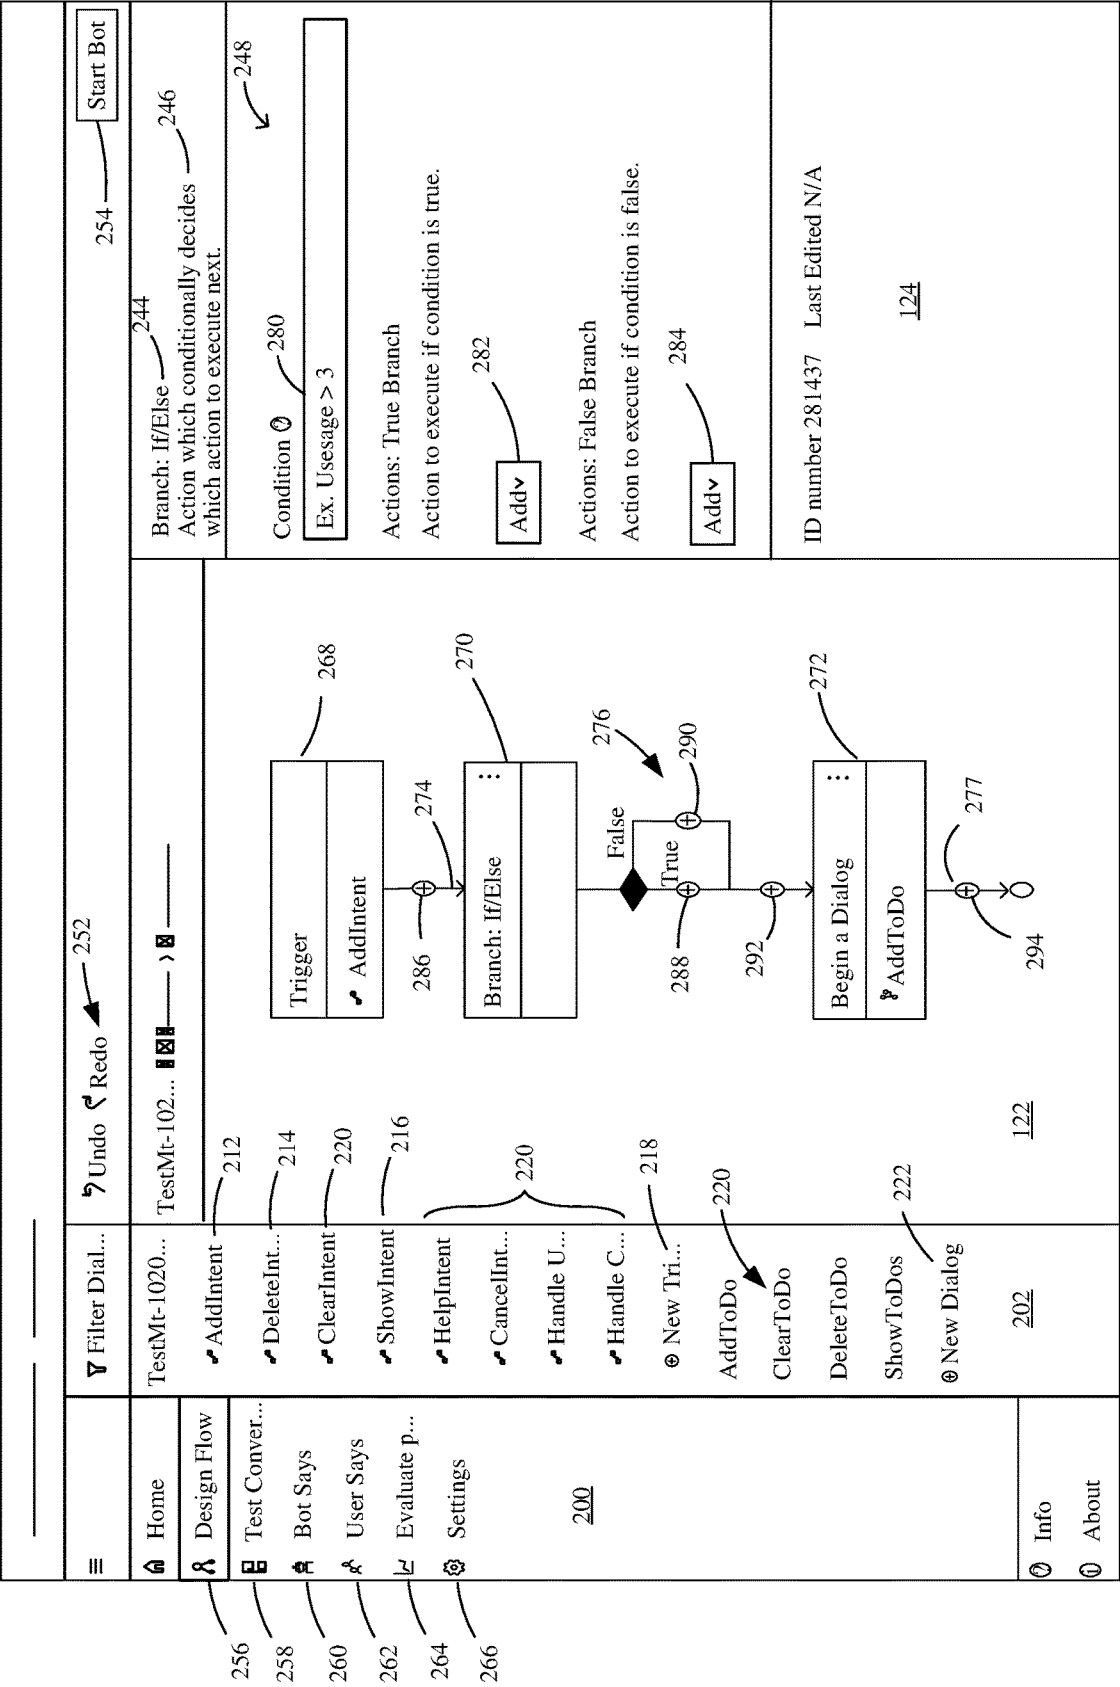 Undo Redo
252
254
Start Bot
Filter Dial...
Home
Design Flow
Test Conver...
Bot Says
User Says
Evaluate p...
Settings
200
Info
About
256
258
260
262
264
266
TestMt-1020...
AddIntent
DeleteInt...
ClearIntent
ShowIntent
HelpIntent
CancelInt...
Handle U...
Handle C...
New Tri...
AddToDo
ClearToDo
DeleteToDo
ShowToDos
New Dialog
202
212
214
220
216
220
218
220
222
TestMt-102...
Trigger
AddIntent
268
286
274
Branch: If/Else
270
False
True
276
288
290
292
Begin a Dialog
AddToDo
272
277
294
122
Branch: If/Else
244
Action which conditionally decides
which action to execute next.
246
248
Condition
280
Ex. Usesage > 3
Actions: True Branch
Action to execute if condition is true.
Add
282
Actions: False Branch
Action to execute if condition is false.
Add
284
ID number 281437 Last Edited N/A
124